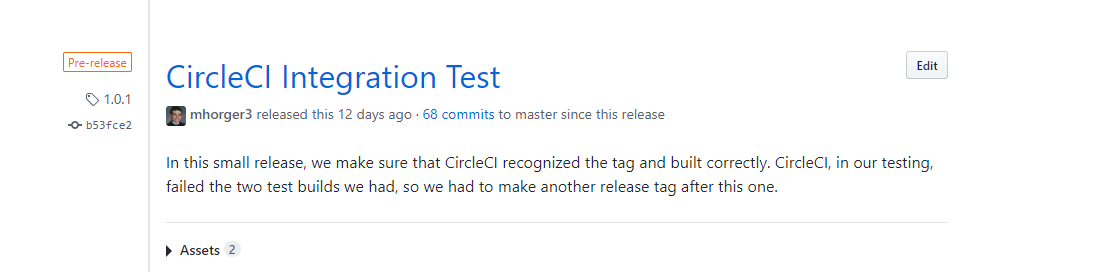 Pre-release
1.0.1
b53fce2
CircleCI Integration Test
Edit
mhorger3 released this 12 days ago · 68 commits to master since this release
In this small release, we make sure that CircleCI recognized the tag and built correctly. CircleCI, in our testing,
failed the two test builds we had, so we had to make another release tag after this one.
Assets 2